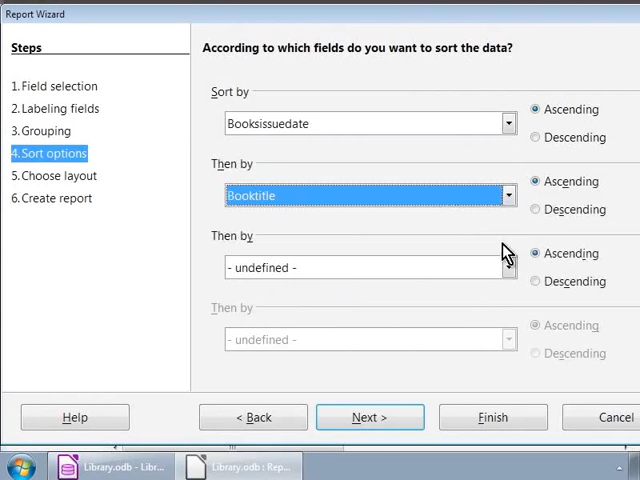 Report Wizard
Steps
1.Field selection
2.Labeling fields
3.Grouping
4.Sort options
5.Choose layout
6.Create report
According to which fields do you want to sort the data?
Sort by
Booksissuedate
Ascending
Descending
Then by
Booktitle
Ascending
Descending
Then by
- undefined -
Ascending
Descending
Then by
- undefined -
Ascending
Descending
Help
< Back
Next >
Finish
Cancel
Library.odb - Libr...
Library.odb : Repo...